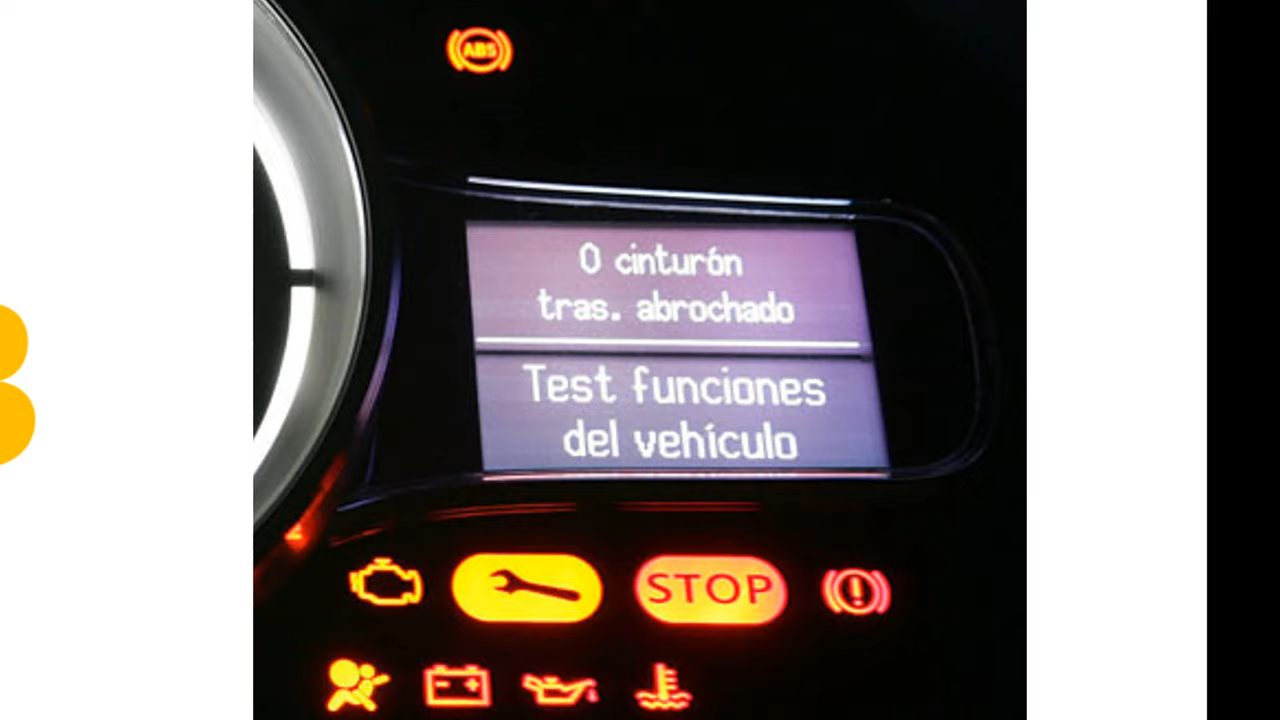 ABS
0 cinturón
tras. abrochado
Test funciones
del vehículo
STOP